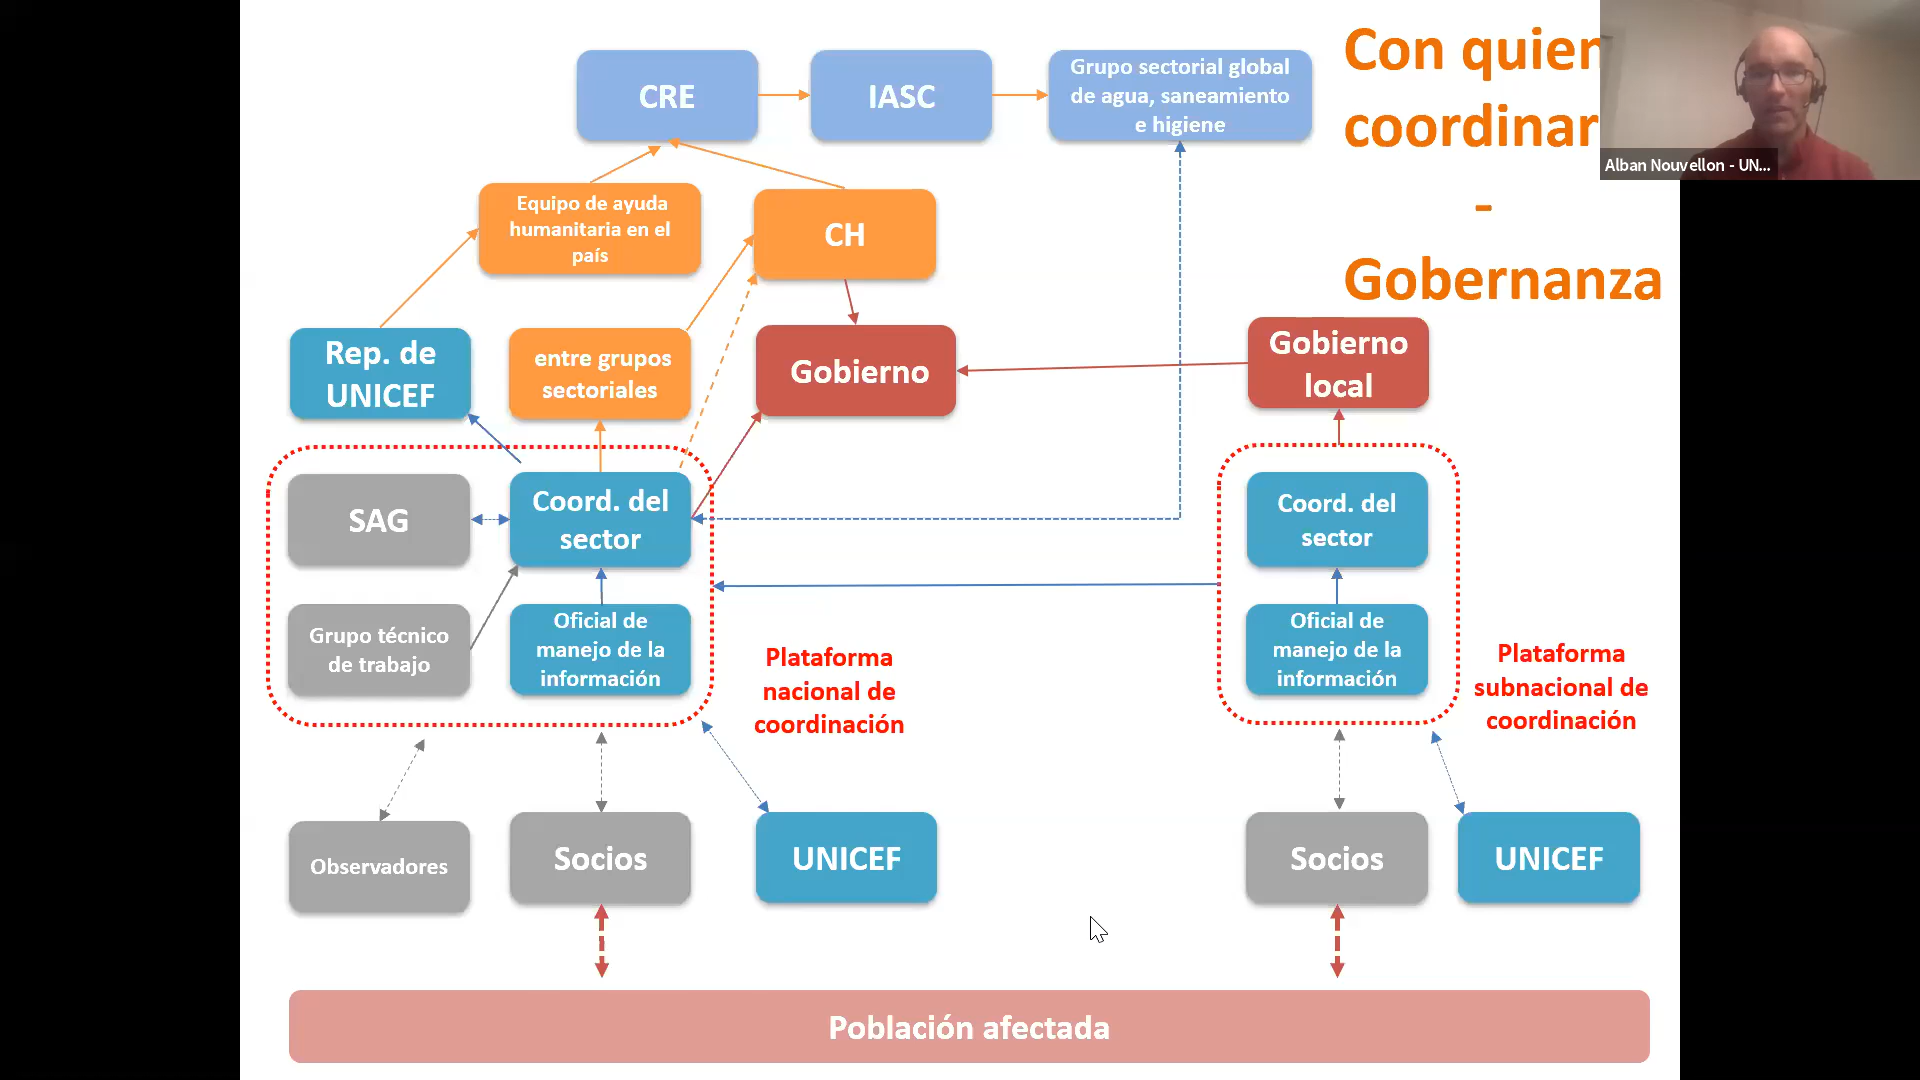 Con quien
coordinar
-
Gobernanza
Alban Nouvellon - UN...
CRE
IASC
Grupo sectorial global
de agua, saneamiento
e higiene
Equipo de ayuda
humanitaria en el
país
CH
Rep. de
UNICEF
entre grupos
sectoriales
Gobierno
Gobierno
local
SAG
Coord. del
sector
Coord. del
sector
Grupo técnico
de trabajo
Oficial de
manejo de la
información
Plataforma
nacional de
coordinación
Oficial de
manejo de la
información
Plataforma
subnacional de
coordinación
Observadores
Socios
UNICEF
Socios
UNICEF
Población afectada